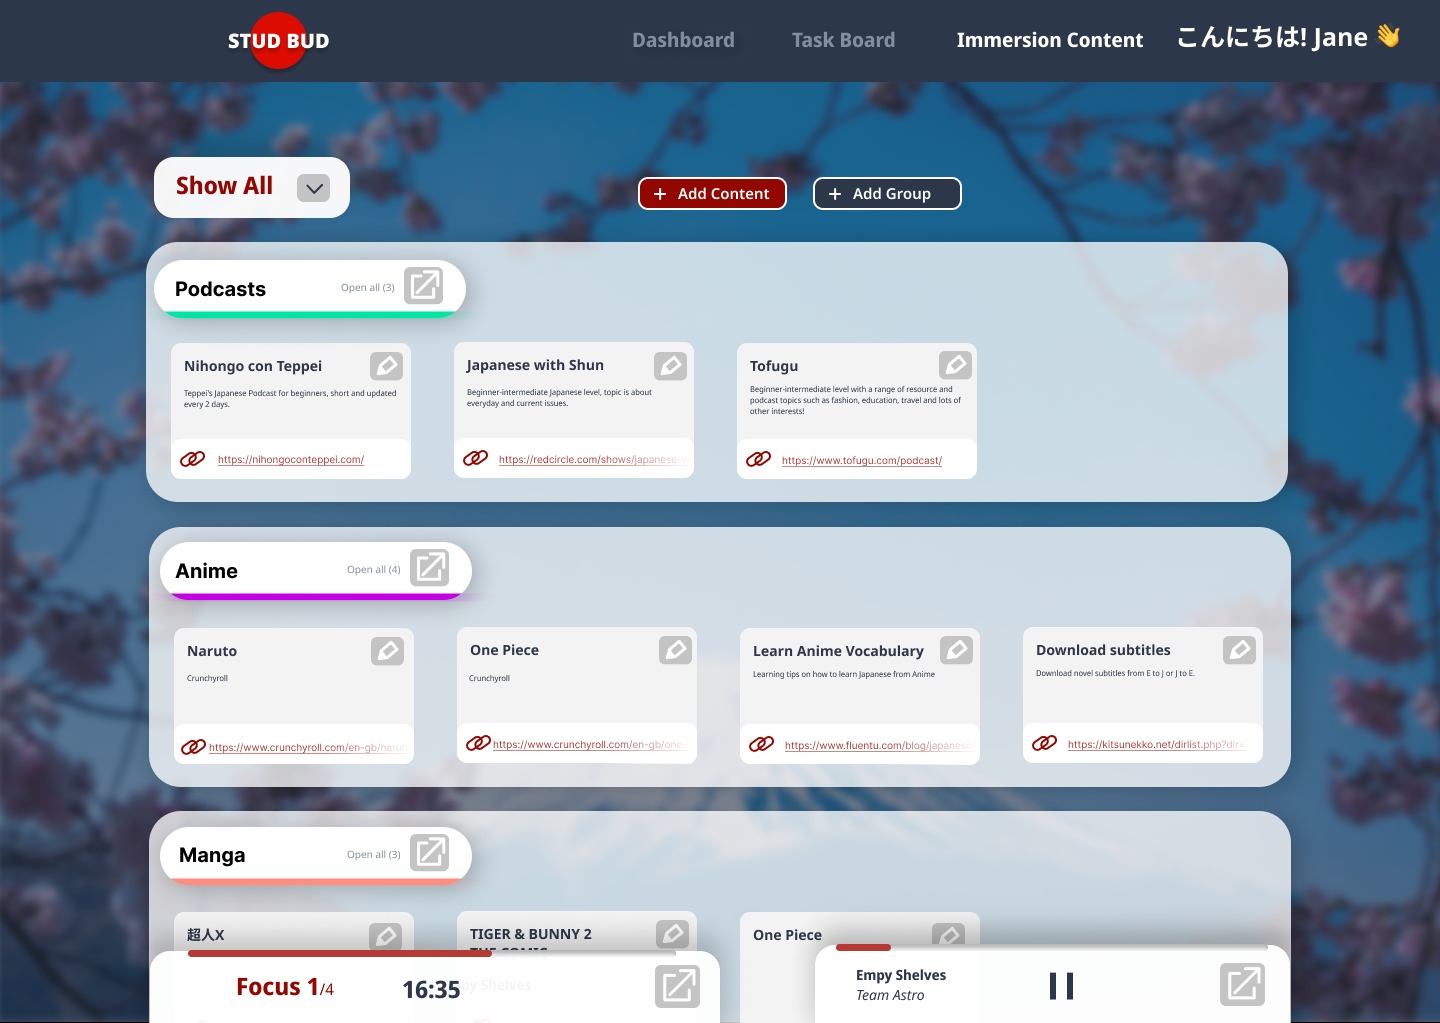 STUD BUD
Dashboard
Task Board
Immersion Content
こんにちは! Jane 👋
Show All
+ Add Content
+ Add Group
Podcasts
Open all (3)
Nihongo con Teppei
Teppei's Japanese Podcast for beginners, short and updated
every 2 days.
https://nihongoconteppei.com/
Japanese with Shun
Beginner-intermediate Japanese level, topic is about
everyday and current issues.
https://redcircle.com/shows/japanese-
Tofugu
Beginner-intermediate level with a range of resource and
podcast topics such as fashion, education, travel and lots of
other interests!
https://www.tofugu.com/podcast/
Anime
Open all (4)
Naruto
Crunchyroll
https://www.crunchyroll.com/en-gb/naruto
One Piece
Crunchyroll
https://www.crunchyroll.com/en-gb/one-
Learn Anime Vocabulary
Learning tips on how to learn Japanese from Anime
https://www.fluentu.com/blog/japanese
Download subtitles
Download novel subtitles from E to J or J to E.
https://kitsunekko.net/dirlist.php?dir=
Manga
Open all (3)
超人X
TIGER & BUNNY 2
THE COMIC
One Piece
Focus 1/4
16:35
py Shelves
Empy Shelves
Team Astro